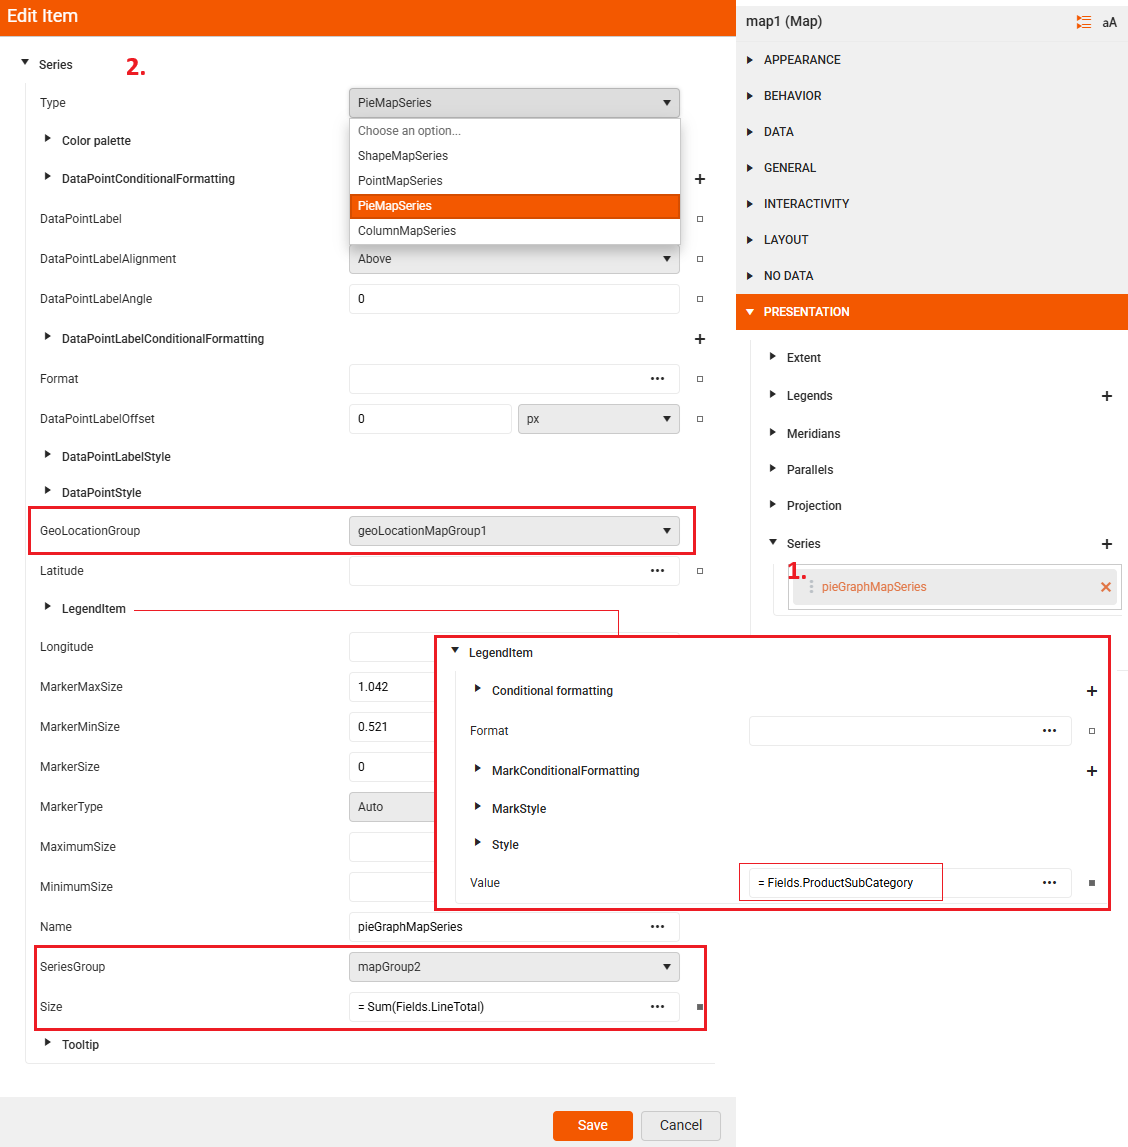 Edit Item
Series
2.
Type
PieMapSeries
Choose an option...
ShapeMapSeries
PointMapSeries
PieMapSeries
ColumnMapSeries
Color palette
DataPointConditionalFormatting
+
DataPointLabel
DataPointLabelAlignment
Above
DataPointLabelAngle
0
DataPointLabelConditionalFormatting
+
Format
•••
DataPointLabelOffset
0
px
DataPointLabelStyle
DataPointStyle
GeoLocationGroup
geoLocationMapGroup1
Latitude
•••
LegendItem
Longitude
MarkerMaxSize
1.042
MarkerMinSize
0.521
MarkerSize
0
MarkerType
Auto
MaximumSize
MinimumSize
Name
pieGraphMapSeries
•••
SeriesGroup
mapGroup2
Size
= Sum(Fields.LineTotal)
•••
Tooltip
Save
Cancel
map1 (Map)
aA
APPEARANCE
BEHAVIOR
DATA
GENERAL
INTERACTIVITY
LAYOUT
NO DATA
PRESENTATION
Extent
Legends
+
Meridians
Parallels
Projection
Series
+
1.
pieGraphMapSeries
LegendItem
Conditional formatting
+
Format
•••
MarkConditionalFormatting
+
MarkStyle
Style
Value
= Fields.ProductSubCategory
•••